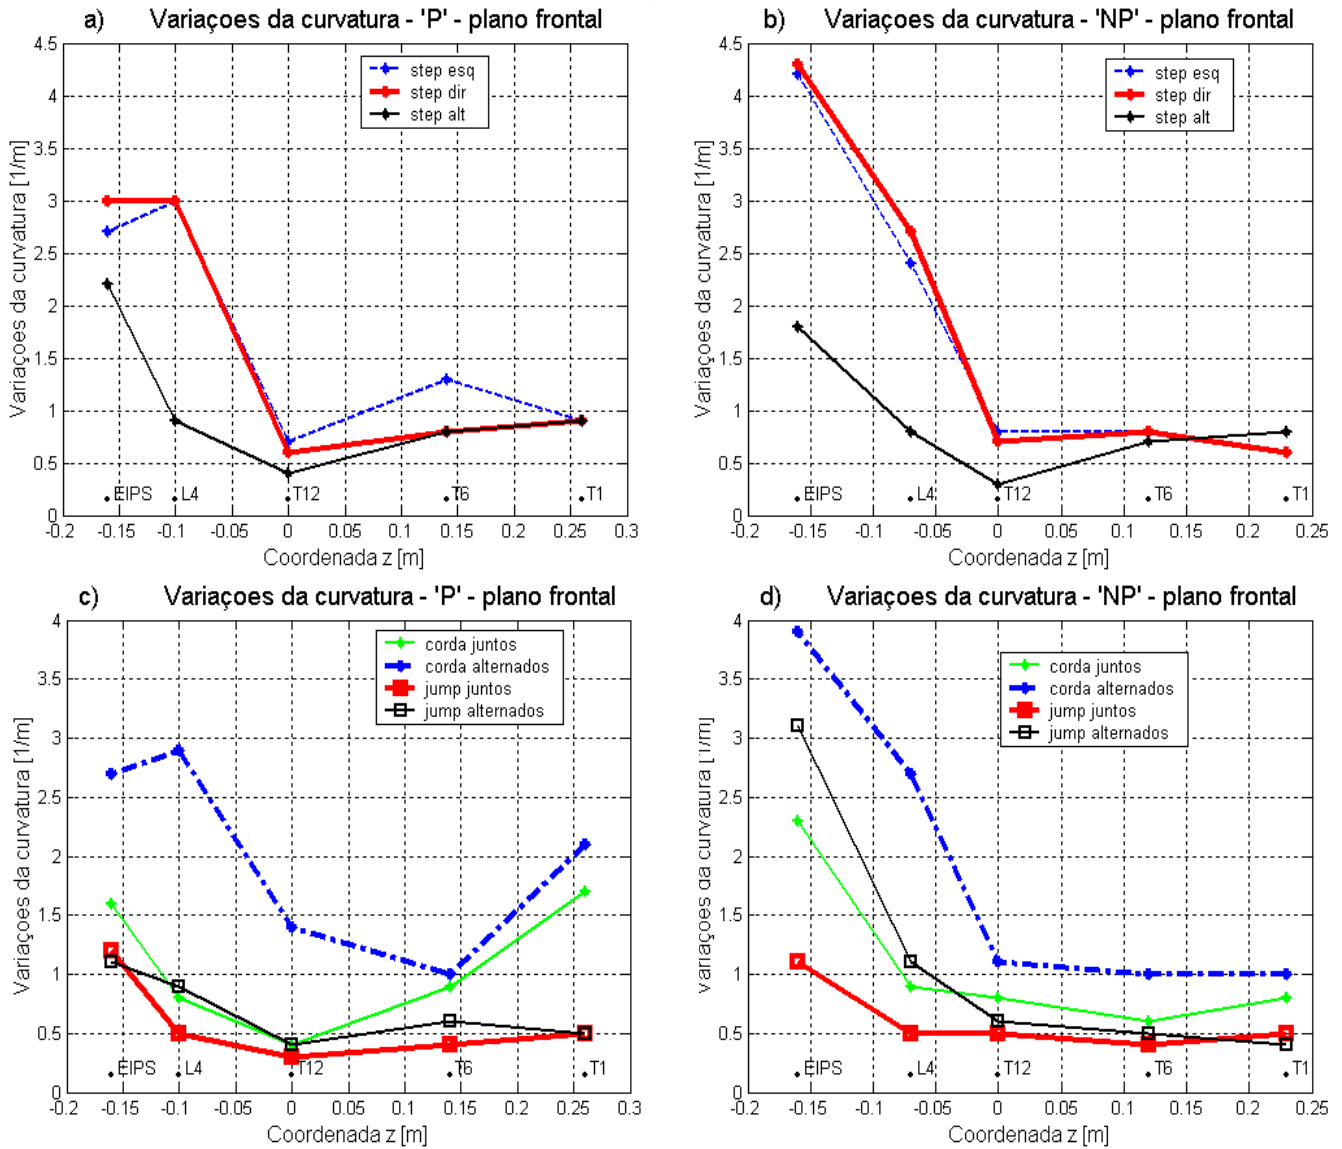 a) Variaçoes da curvatura - 'P' - plano frontal
4.5
4
3.5
3
2.5
2
1.5
1
0.5
0
Variaçoes da curvatura [1/m]
step esq
step dir
step alt
EIPS L4 T12 T6 T1
-0.2 -0.15 -0.1 -0.05 0 0.05 0.1 0.15 0.2 0.25 0.3
Coordenada z [m]
b) Variaçoes da curvatura - 'NP' - plano frontal
4.5
4
3.5
3
2.5
2
1.5
1
0.5
0
Variaçoes da curvatura [1/m]
step esq
step dir
step alt
EIPS L4 T12 T6 T1
-0.2 -0.15 -0.1 -0.05 0 0.05 0.1 0.15 0.2 0.25
Coordenada z [m]
c) Variaçoes da curvatura - 'P' - plano frontal
4
3.5
3
2.5
2
1.5
1
0.5
0
Variaçoes da curvatura [1/m]
corda juntos
corda alternados
jump juntos
jump alternados
EIPS L4 T12 T6 T1
-0.2 -0.15 -0.1 -0.05 0 0.05 0.1 0.15 0.2 0.25 0.3
Coordenada z [m]
d) Variaçoes da curvatura - 'NP' - plano frontal
4
3.5
3
2.5
2
1.5
1
0.5
0
Variaçoes da curvatura [1/m]
corda juntos
corda alternados
jump juntos
jump alternados
EIPS L4 T12 T6 T1
-0.2 -0.15 -0.1 -0.05 0 0.05 0.1 0.15 0.2 0.25
Coordenada z [m]